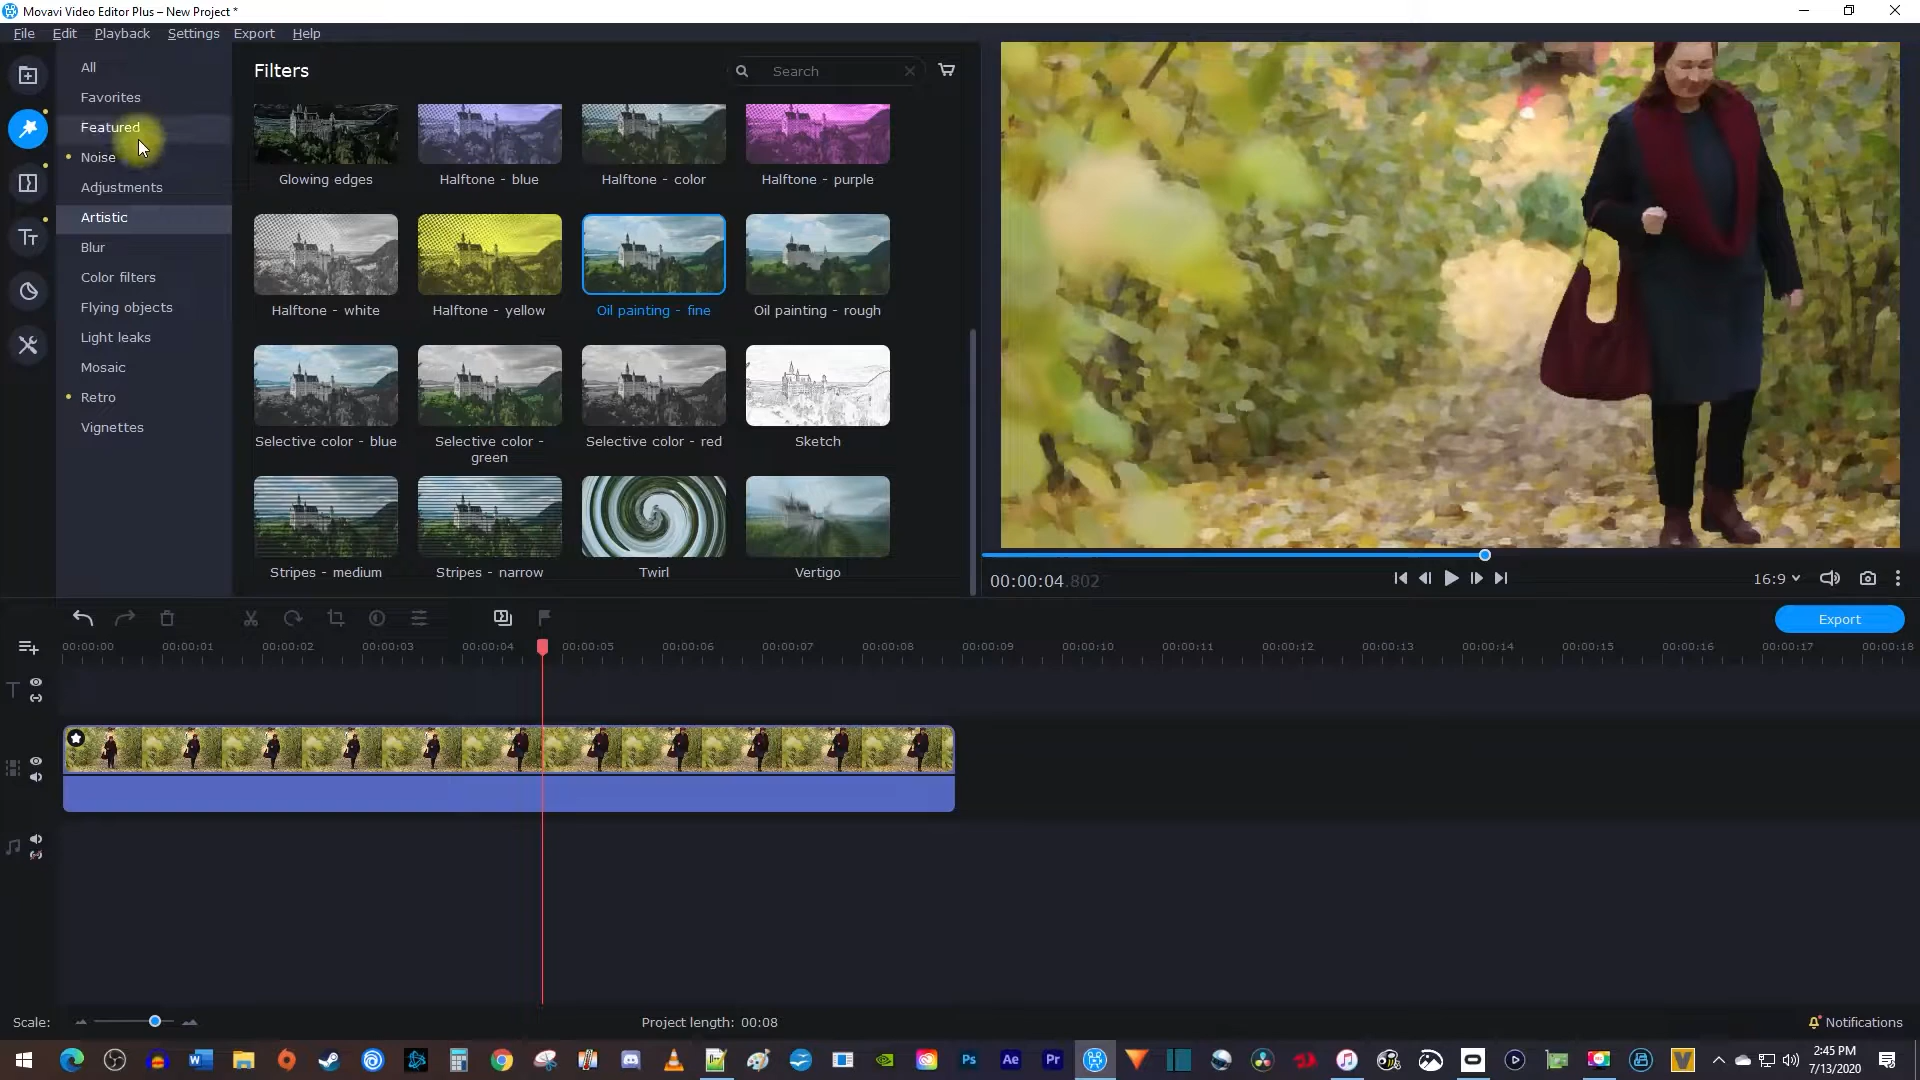 Movavi Video Editor Plus – New Project *
File Edit Playback Settings Export Help
All
Favorites
Featured
Noise
Adjustments
Artistic
Blur
Color filters
Flying objects
Light leaks
Mosaic
Retro
Vignettes
Filters
Search
Glowing edges
Halftone - blue
Halftone - color
Halftone - purple
Halftone - white
Halftone - yellow
Oil painting - fine
Oil painting - rough
Selective color - blue
Selective color - green
Selective color - red
Sketch
Stripes - medium
Stripes - narrow
Twirl
Vertigo
00:00:04.802
16:9
Export
00:00:00 00:00:01 00:00:02 00:00:03 00:00:04 00:00:05 00:00:06 00:00:07 00:00:08 00:00:09 00:00:10 00:00:11 00:00:12 00:00:13 00:00:14 00:00:15 00:00:16 00:00:17 00:00:18
Scale:
Project length: 00:08
Notifications
Ps Ae Pr
2:45 PM
7/13/2020